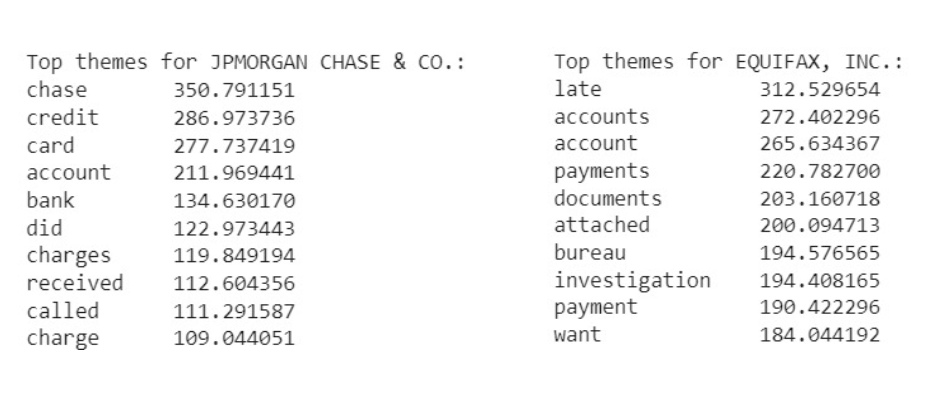 Top themes for JPMORGAN CHASE & CO.:
chase 350.791151
credit 286.973736
card 277.737419
account 211.969441
bank 134.630170
did 122.973443
charges 119.849194
received 112.604356
called 111.291587
charge 109.044051
Top themes for EQUIFAX, INC.:
late 312.529654
accounts 272.402296
account 265.634367
payments 220.782700
documents 203.160718
attached 200.094713
bureau 194.576565
investigation 194.408165
payment 190.422296
want 184.044192